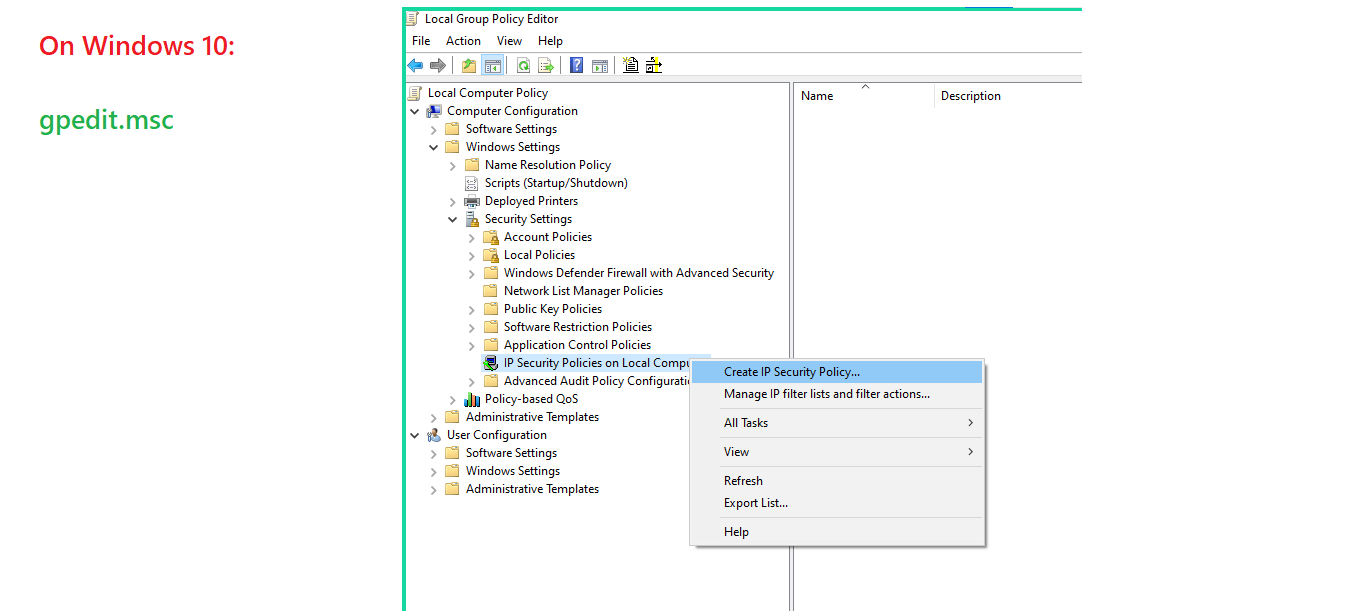 On Windows 10:
gpedit.msc
Local Group Policy Editor
File Action View Help
Name Description
Local Computer Policy
Computer Configuration
Software Settings
Windows Settings
Name Resolution Policy
Scripts (Startup/Shutdown)
Deployed Printers
Security Settings
Account Policies
Local Policies
Windows Defender Firewall with Advanced Security
Network List Manager Policies
Public Key Policies
Software Restriction Policies
Application Control Policies
IP Security Policies on Local
Advanced Audit Policy
Policy-based QoS
Administrative Templates
User Configuration
Software Settings
Windows Settings
Administrative Templates
Create IP Security Policy...
Manage IP filter lists and filter actions...
All Tasks
View
Refresh
Export List...
Help